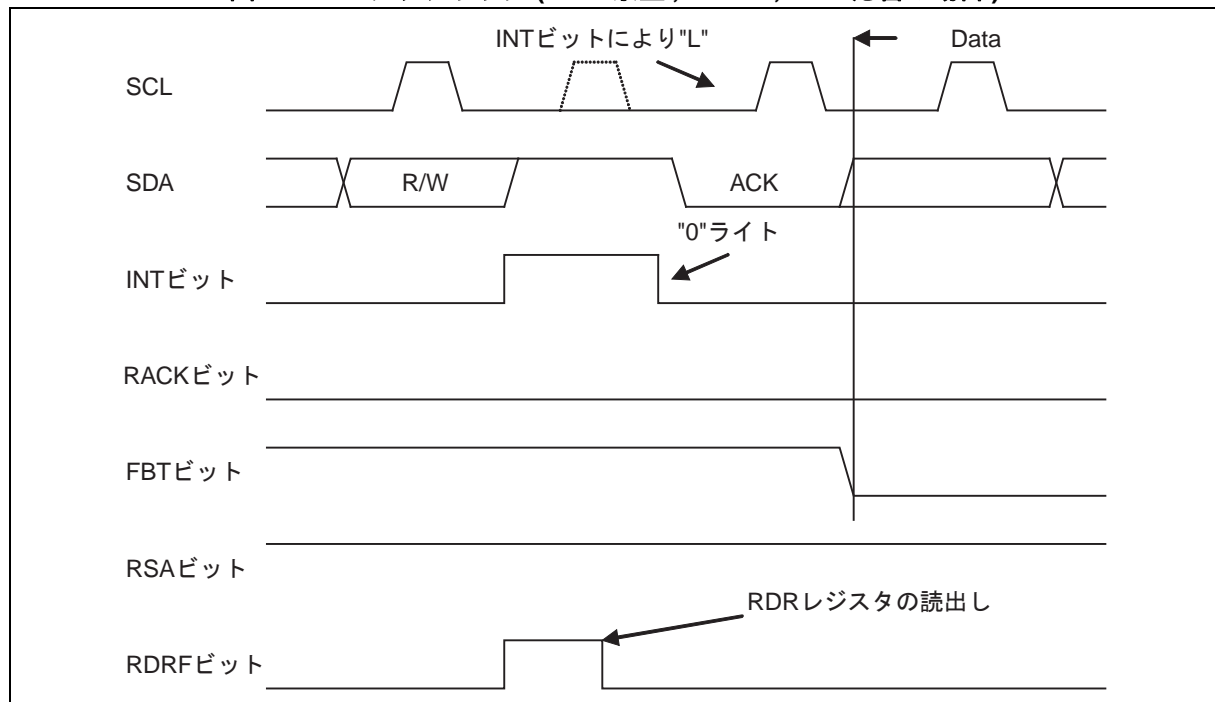 INTビットにより"L"
Data
SCL
SDA
R/W
ACK
"0"ライト
INTビット
RACKビット
FBTビット
RSAビット
RDRレジスタの読出し
RDRFビット